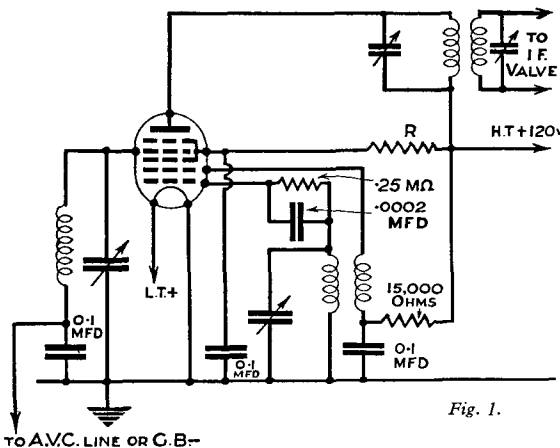 TO
I.F.
VALVE
R
H.T+120v
·25 MΩ
·0002
MFD
L.T.+
15,000
OHMS
0·1
MFD
0·1
MFD
0·1
MFD
Fig. 1.
TO A.V.C. LINE OR G.B.-